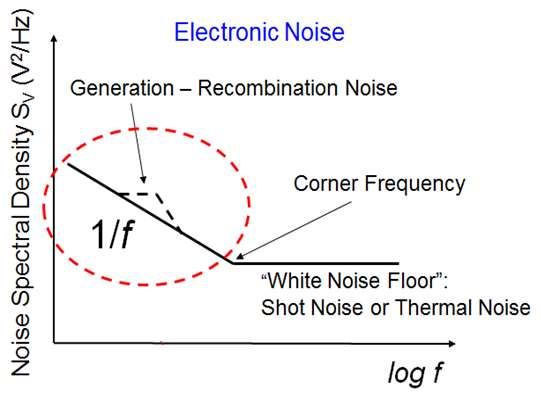 Electronic Noise
Noise Spectral Density Sᵥ (V²/Hz)
Generation – Recombination Noise
Corner Frequency
1/f
“White Noise Floor”:
Shot Noise or Thermal Noise
log f